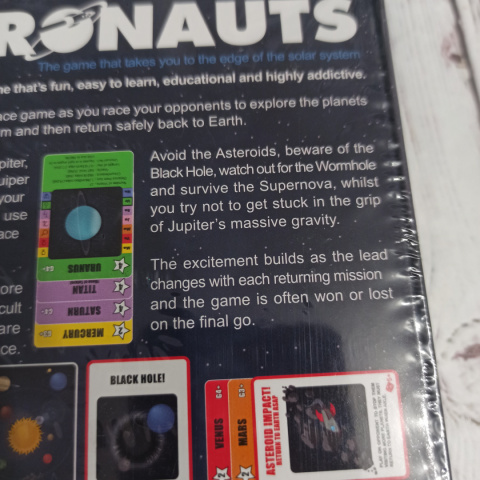 RONAUTS
The game that takes you to the edge of the solar system
me that's fun, easy to learn, educational and highly addictive.
ace game as you race your opponents to explore the planets
m and then return safely back to Earth.
piter,
uiper
your
use
ace
ore
cult
are
ce.
Avoid the Asteroids, beware of the
Black Hole, watch out for the Wormhole
and survive the Supernova, whilst
you try not to get stuck in the grip
of Jupiter's massive gravity.
The excitement builds as the lead
changes with each returning mission
and the game is often won or lost
on the final go.
URANUS
TITAN
SATURN
MERCURY
BLACK HOLE!
VENUS
MARS
ASTEROID IMPACT!
RETURN TO EARTH ASAP!